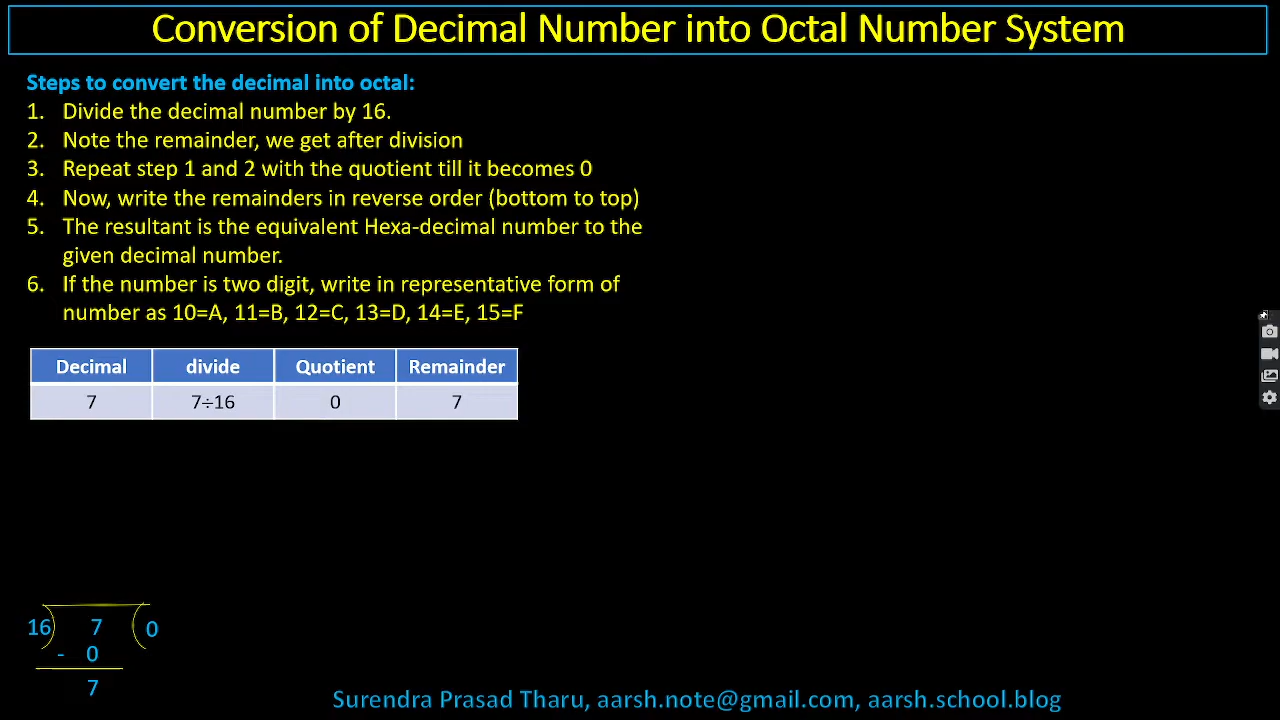 Conversion of Decimal Number into Octal Number System
Steps to convert the decimal into octal:
1. Divide the decimal number by 16.
2. Note the remainder, we get after division
3. Repeat step 1 and 2 with the quotient till it becomes 0
4. Now, write the remainders in reverse order (bottom to top)
5. The resultant is the equivalent Hexa-decimal number to the
given decimal number.
6. If the number is two digit, write in representative form of
number as 10=A, 11=B, 12=C, 13=D, 14=E, 15=F
Decimal divide Quotient Remainder
7 7÷16 0 7
16 7 0
- 0
7
Surendra Prasad Tharu, aarsh.note@gmail.com, aarsh.school.blog